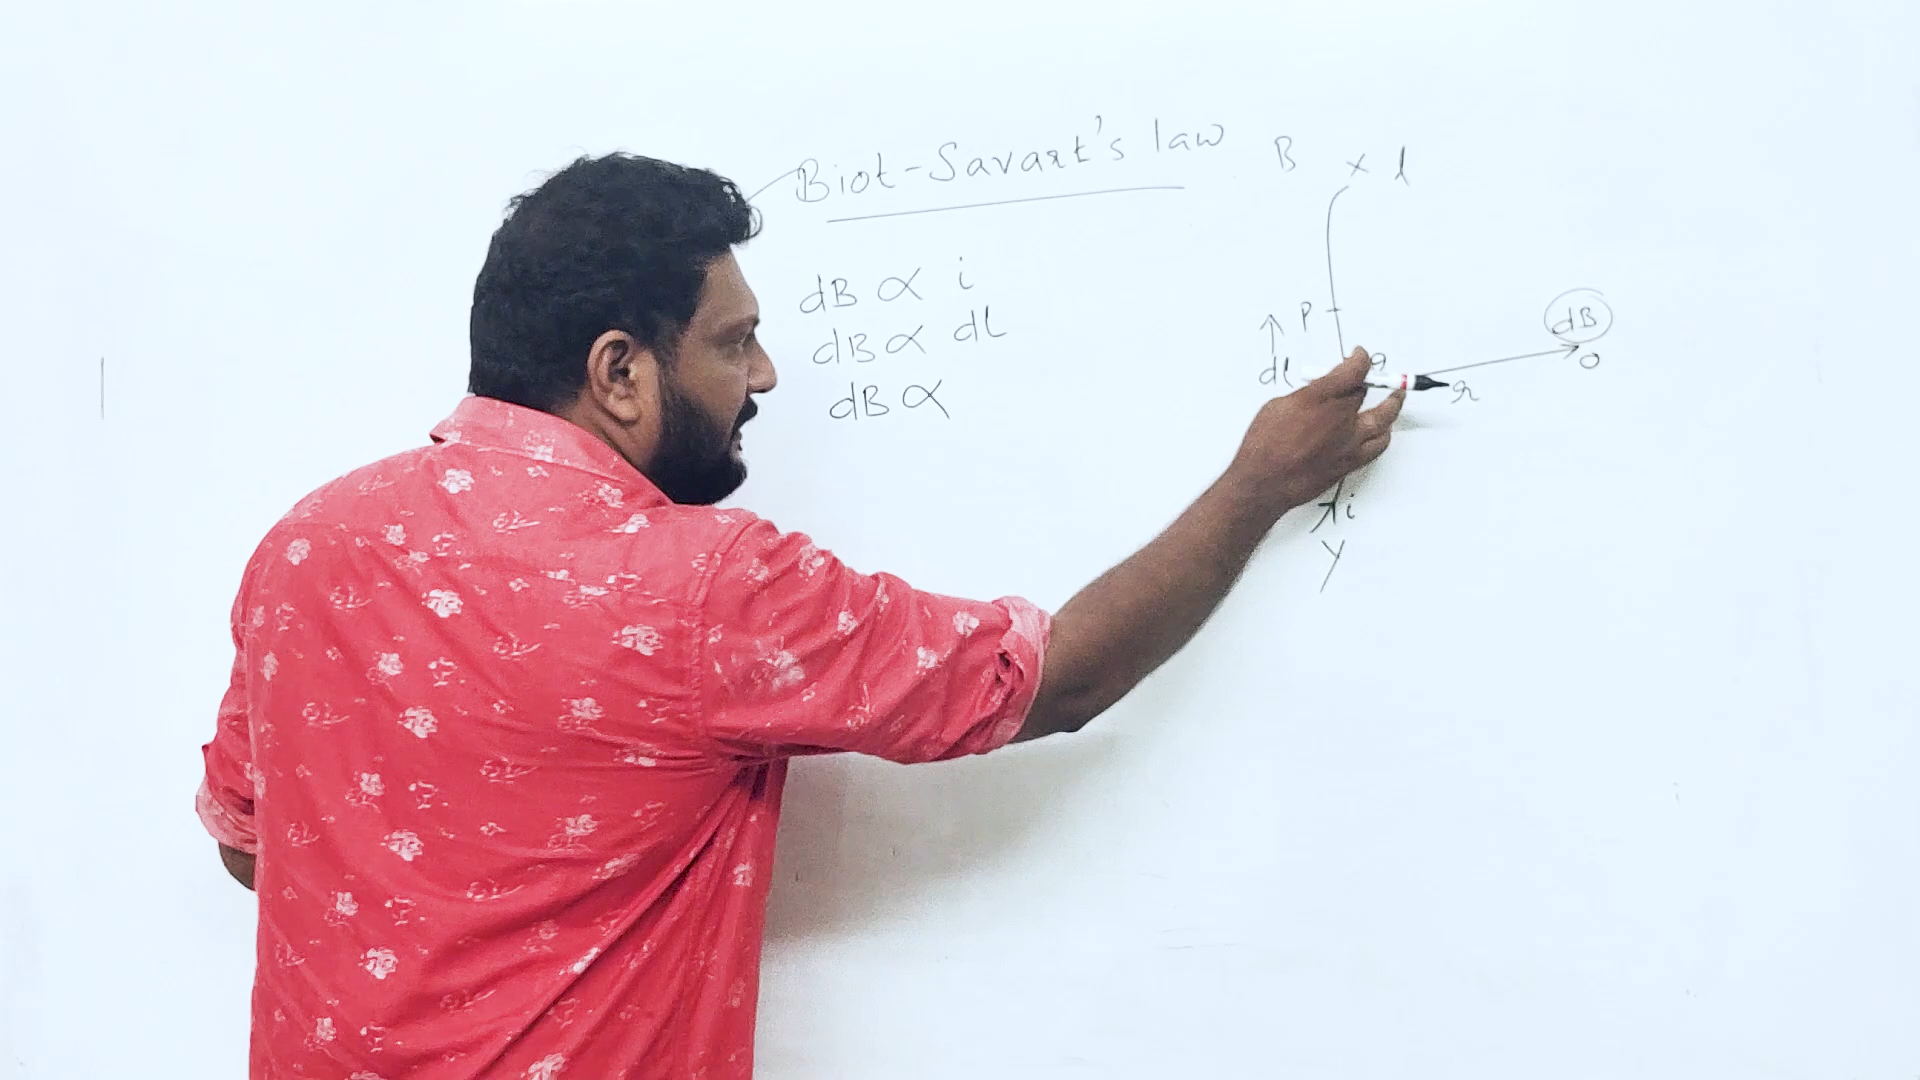 Biot-Savart's law
dB ∝ i
dB ∝ dl
dB ∝
B
x
l
P
dl
θ
r
dB
o
i
y